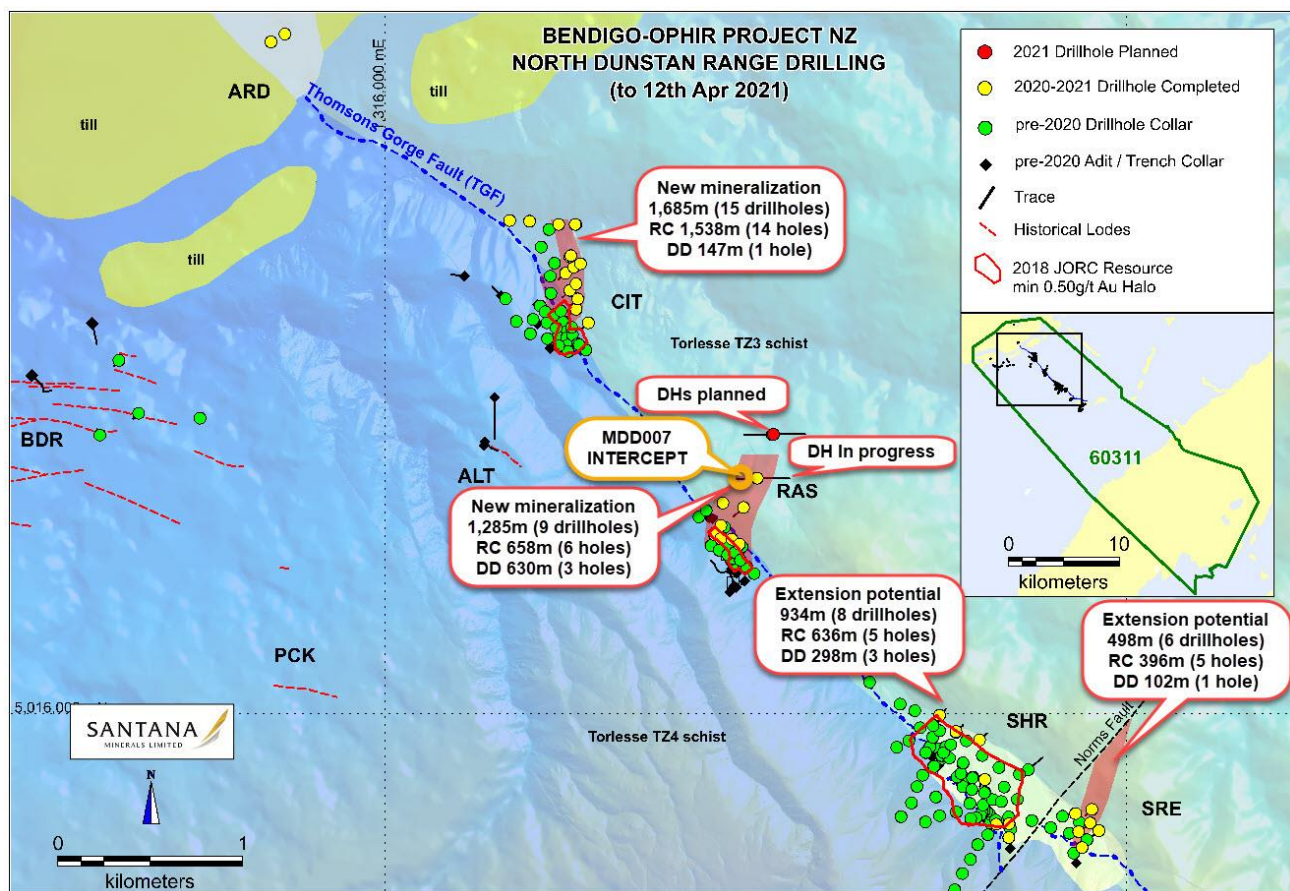 BENDIGO-OPHIR PROJECT NZ
NORTH DUNSTAN RANGE DRILLING
(to 12th Apr 2021)
ARD
till
till
till
316,000 mE
Thomsons Gorge Fault (TGF)
New mineralization
1,685m (15 drillholes)
RC 1,538m (14 holes)
DD 147m (1 hole)
CIT
Torlesse TZ3 schist
DHs planned
MDD007
INTERCEPT
DH In progress
RAS
BDR
ALT
New mineralization
1,285m (9 drillholes)
RC 658m (6 holes)
DD 630m (3 holes)
Extension potential
934m (8 drillholes)
RC 636m (5 holes)
DD 298m (3 holes)
Extension potential
498m (6 drillholes)
RC 396m (5 holes)
DD 102m (1 hole)
PCK
5,016,000
SANTANA
MINERALS LIMITED
N
Torlesse TZ4 schist
SHR
Norms Fault
SRE
0 1
kilometers
2021 Drillhole Planned
2020-2021 Drillhole Completed
pre-2020 Drillhole Collar
pre-2020 Adit / Trench Collar
Trace
Historical Lodes
2018 JORC Resource
min 0.50g/t Au Halo
60311
0 10
kilometers